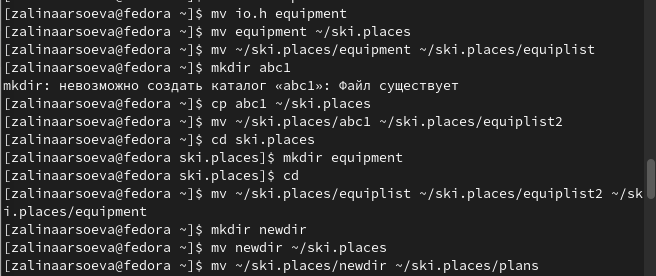 [zalinaarsoeva@fedora ~]$ mv io.h equipment
[zalinaarsoeva@fedora ~]$ mv equipment ~/ski.places
[zalinaarsoeva@fedora ~]$ mv ~/ski.places/equipment ~/ski.places/equiplist
[zalinaarsoeva@fedora ~]$ mkdir abc1
mkdir: невозможно создать каталог «abc1»: Файл существует
[zalinaarsoeva@fedora ~]$ cp abc1 ~/ski.places
[zalinaarsoeva@fedora ~]$ mv ~/ski.places/abc1 ~/ski.places/equiplist2
[zalinaarsoeva@fedora ~]$ cd ski.places
[zalinaarsoeva@fedora ski.places]$ mkdir equipment
[zalinaarsoeva@fedora ski.places]$ cd
[zalinaarsoeva@fedora ~]$ mv ~/ski.places/equiplist ~/ski.places/equiplist2 ~/sk
i.places/equipment
[zalinaarsoeva@fedora ~]$ mkdir newdir
[zalinaarsoeva@fedora ~]$ mv newdir ~/ski.places
[zalinaarsoeva@fedora ~]$ mv ~/ski.places/newdir ~/ski.places/plans